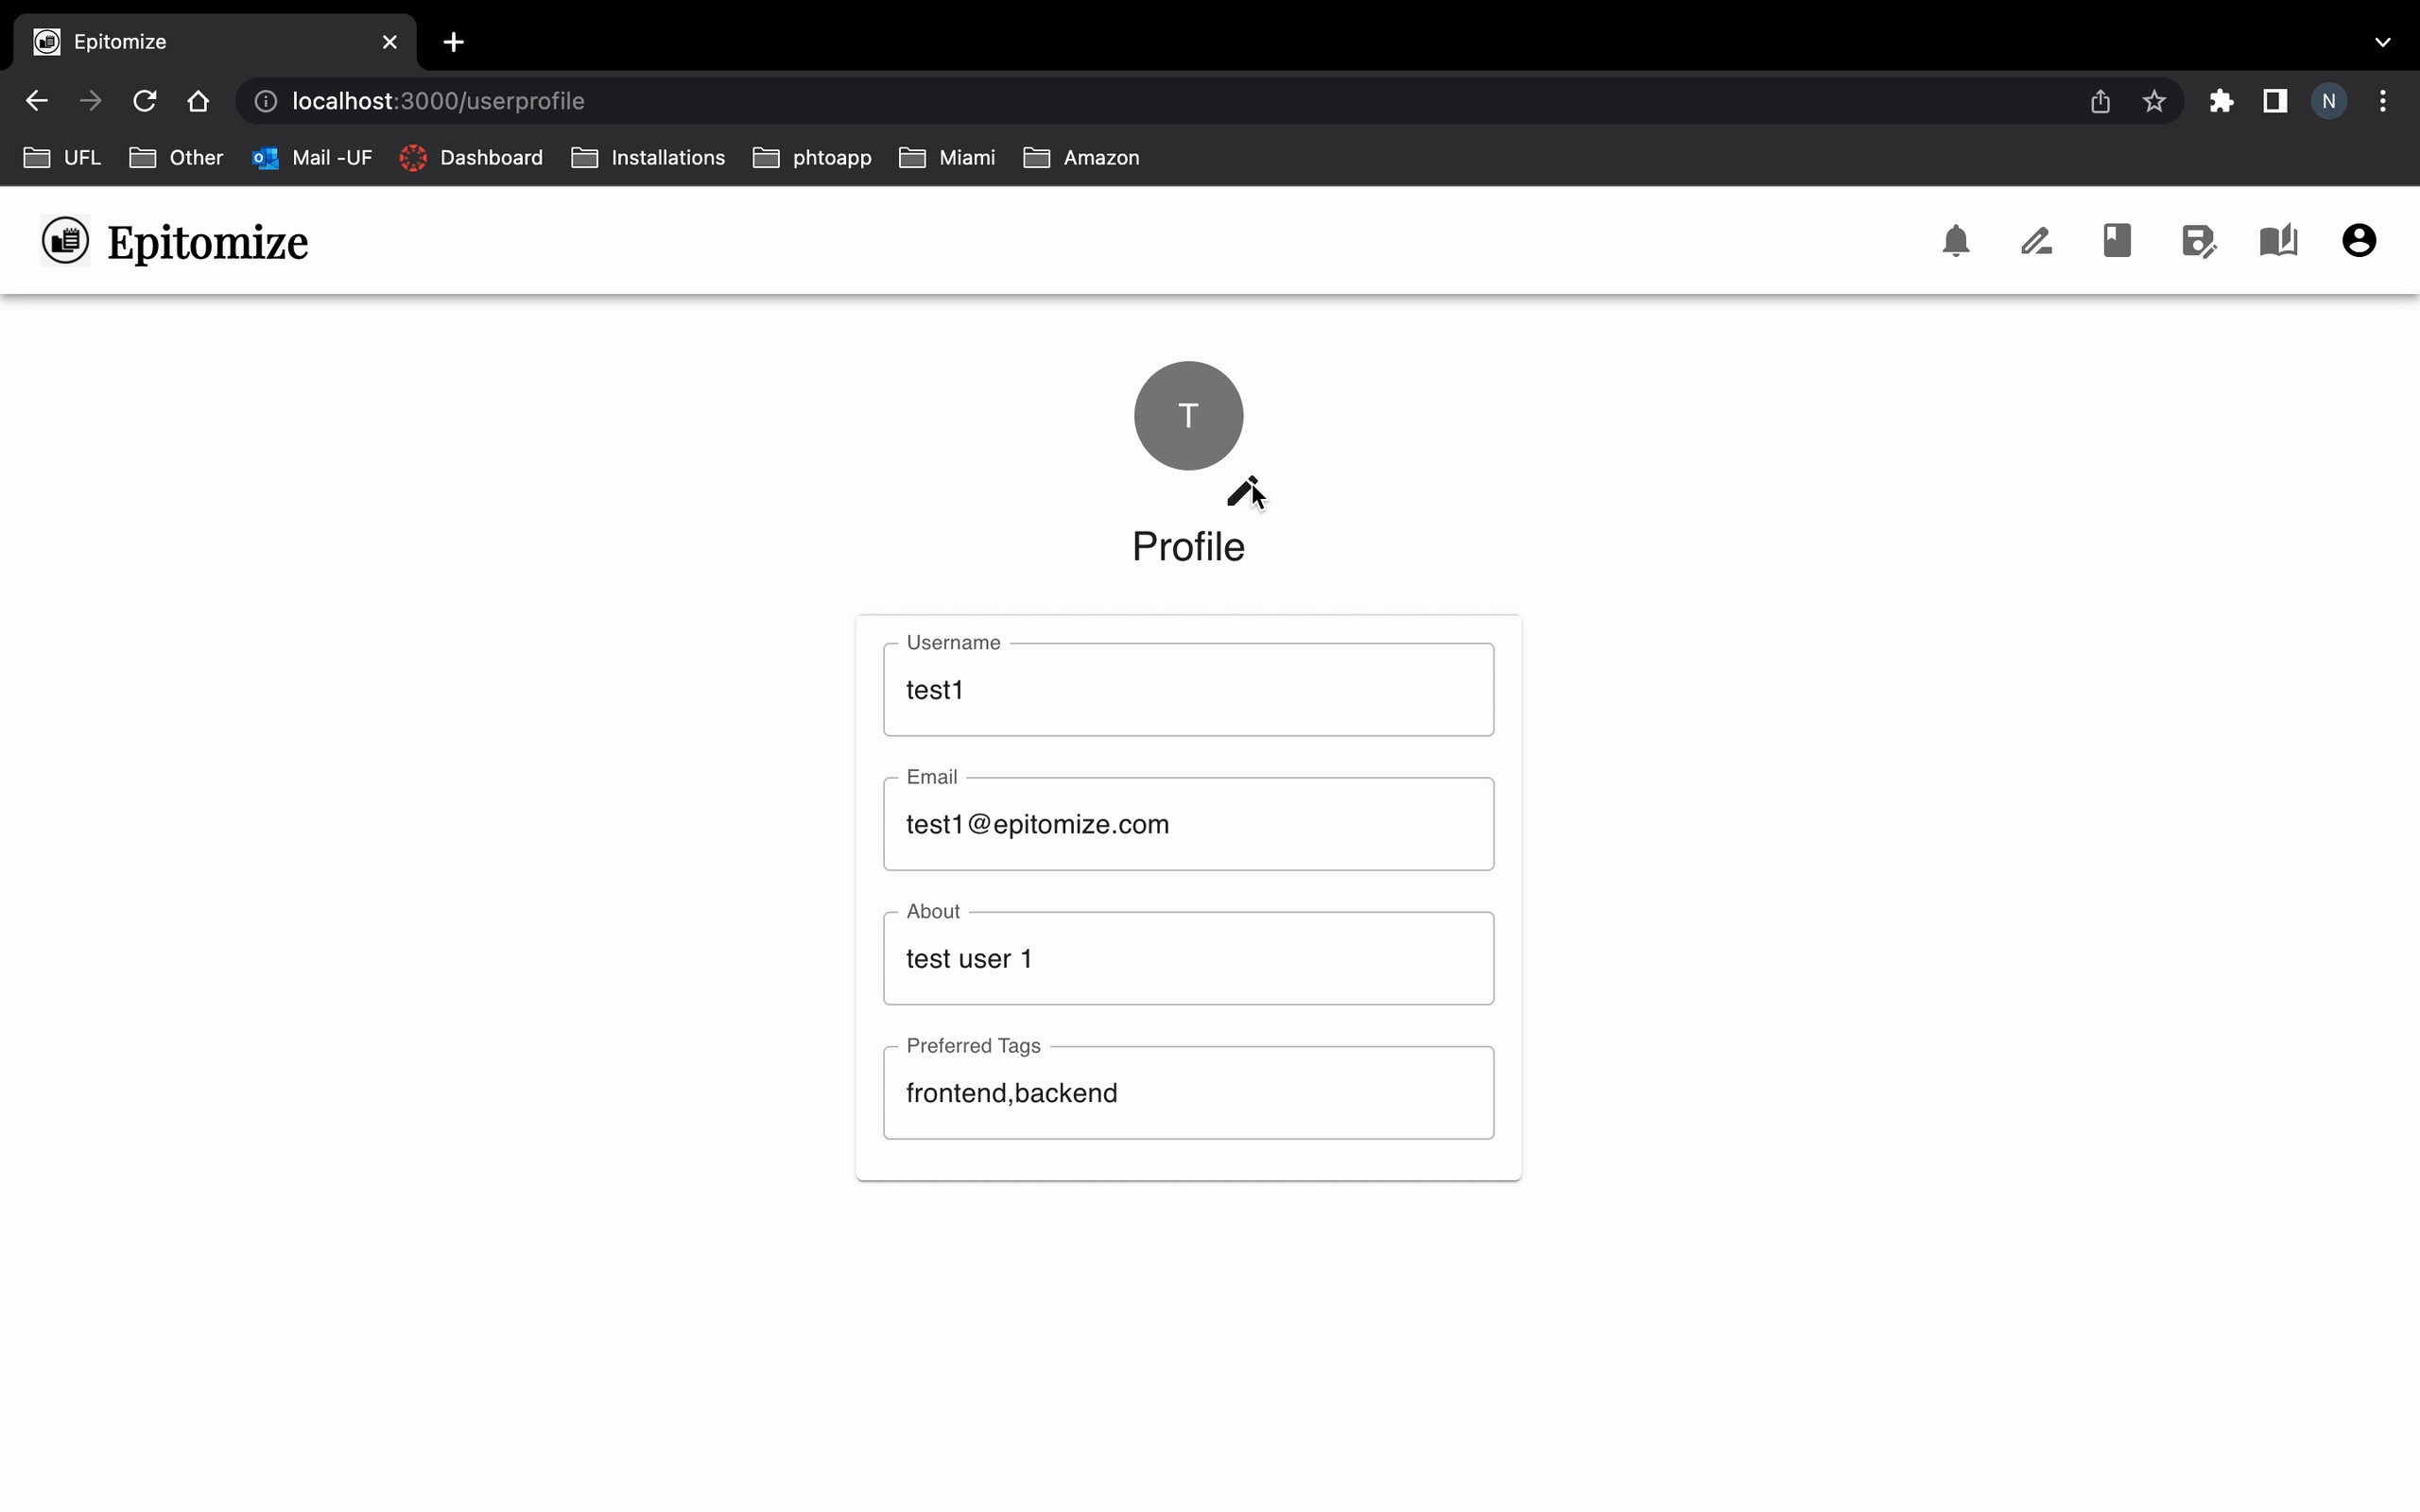 Epitomize
localhost:3000/userprofile
N
UFL Other Mail -UF Dashboard Installations phtoapp Miami Amazon
Epitomize
T
Profile
Username
test1
Email
test1@epitomize.com
About
test user 1
Preferred Tags
frontend,backend